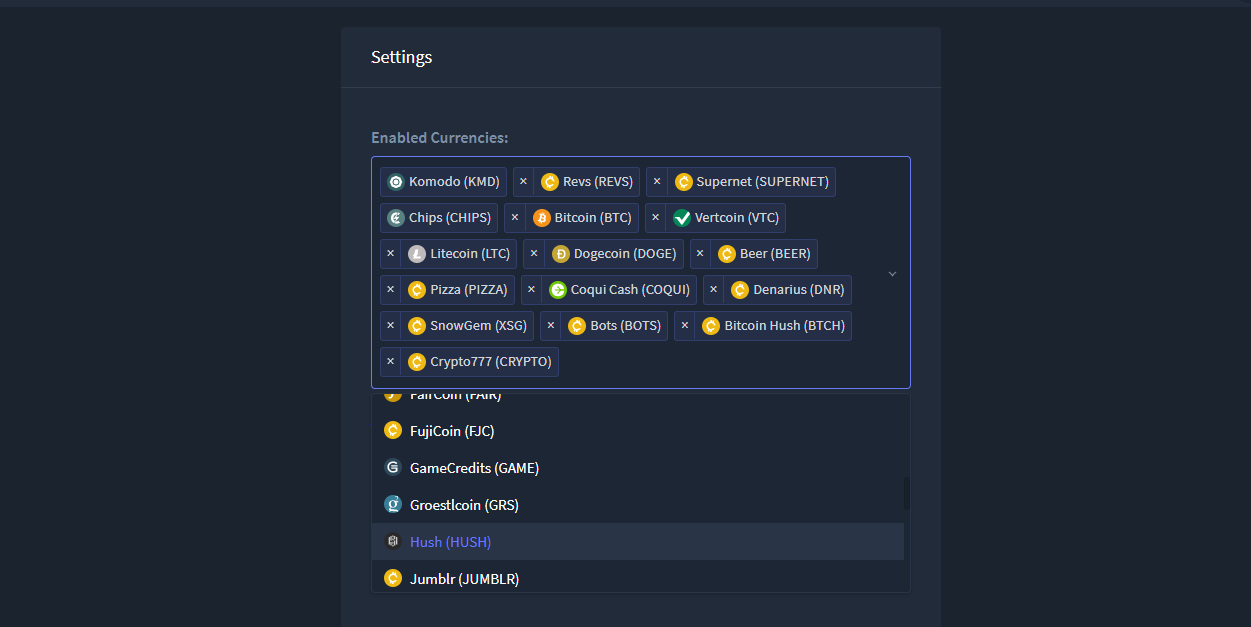 Settings
Enabled Currencies:
Komodo (KMD) × Revs (REVS) × Supernet (SUPERNET)
Chips (CHIPS) × Bitcoin (BTC) × Vertcoin (VTC)
× Litecoin (LTC) × Dogecoin (DOGE) × Beer (BEER)
× Pizza (PIZZA) × Coqui Cash (COQUI) × Denarius (DNR)
× SnowGem (XSG) × Bots (BOTS) × Bitcoin Hush (BTCH)
× Crypto777 (CRYPTO)
FairCoin (FAIR)
FujiCoin (FJC)
GameCredits (GAME)
Groestlcoin (GRS)
Hush (HUSH)
Jumblr (JUMBLR)